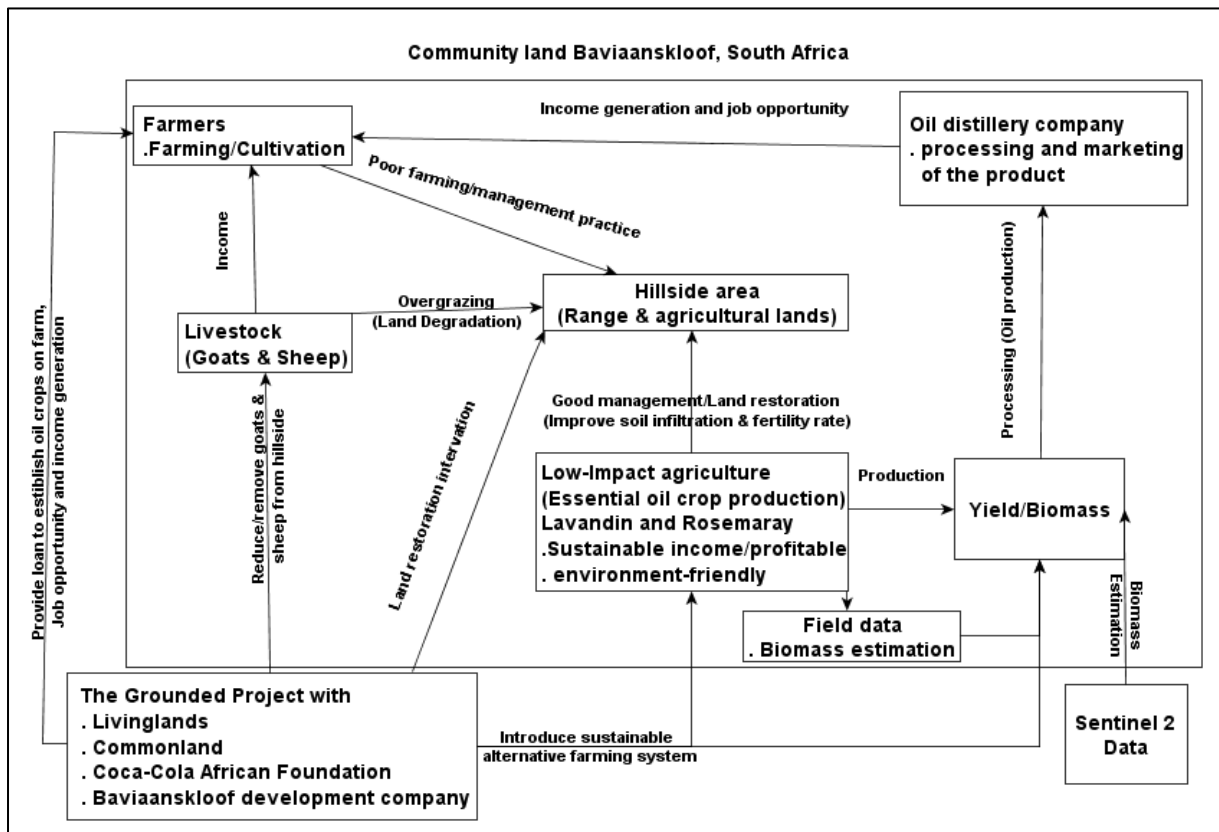 Community land Baviaanskloof, South Africa
Farmers
.Farming/Cultivation
Income generation and job opportunity
Oil distillery company
. processing and marketing
of the product
Poor farming/management practice
Income
Overgrazing
(Land Degradation)
Hillside area
(Range & agricultural lands)
Livestock
(Goats & Sheep)
Processing (Oil production)
Provide loan to estiblish oil crops on farm,
Job opportunity and income generation
Reduce/remove goats &
sheep from hillside
Land restoration intervation
Good management/Land restoration
(Improve soil infiltration & fertility rate)
Low-Impact agriculture
(Essential oil crop production)
Lavandin and Rosemaray
.Sustainable income/profitable
. environment-friendly
Production
Yield/Biomass
Field data
. Biomass estimation
Biomass
Estimation
The Grounded Project with
. Livinglands
. Commonland
. Coca-Cola African Foundation
. Baviaanskloof development company
Introduce sustainable
alternative farming system
Sentinel 2
Data